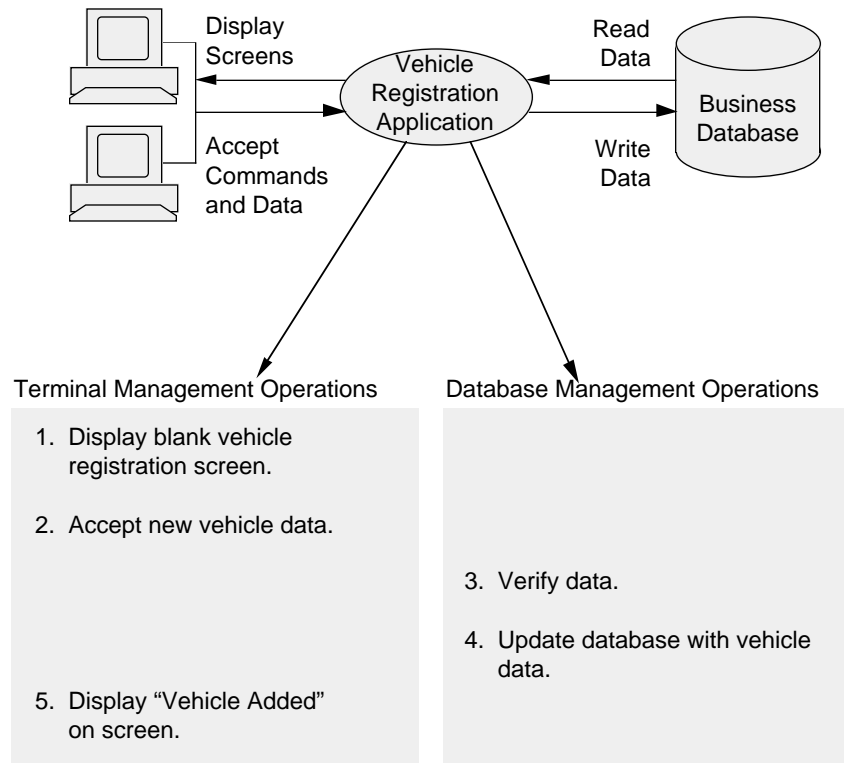 Display
Screens
Vehicle
Registration
Application
Read
Data
Business
Database
Accept
Commands
and Data
Write
Data
Terminal Management Operations
1. Display blank vehicle
registration screen.
2. Accept new vehicle data.
5. Display “Vehicle Added”
on screen.
Database Management Operations
3. Verify data.
4. Update database with vehicle
data.